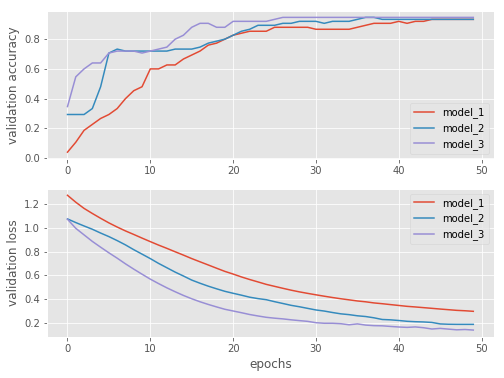 validation accuracy
0.8
0.6
0.4
0.2
0.0
0 10 20 30 40 50
model_1
model_2
model_3
validation loss
1.2
1.0
0.8
0.6
0.4
0.2
0 10 20 30 40 50
model_1
model_2
model_3
epochs